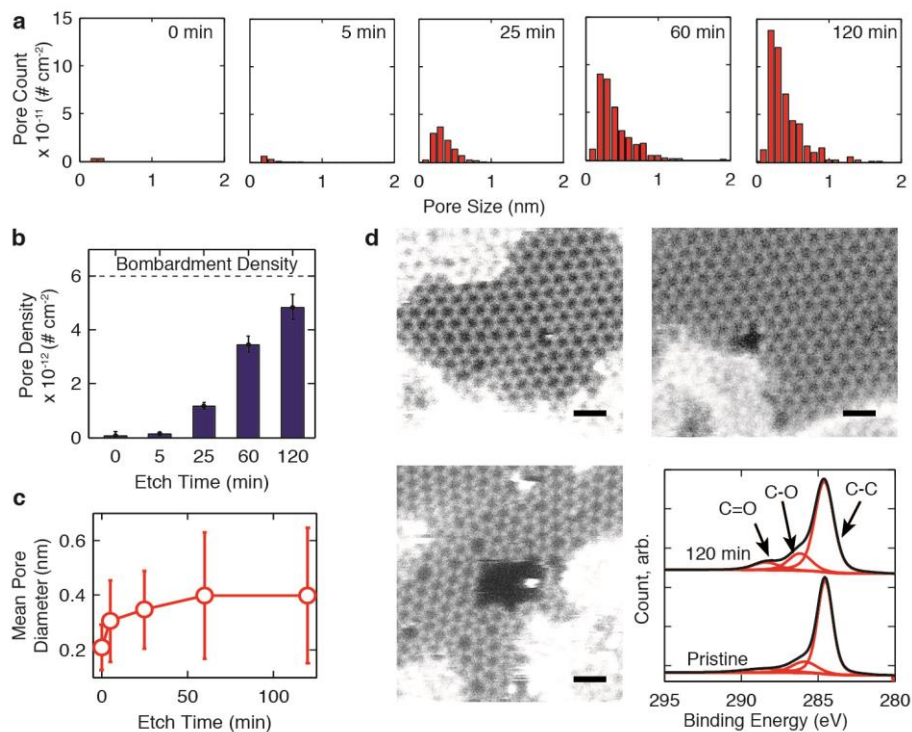 a
0 min
5 min
25 min
60 min
120 min
Pore Count
x 10⁻¹¹ (# cm⁻²)
15
10
5
0
0 1 2
0 1 2
0 1 2
0 1 2
0 1 2
Pore Size (nm)
b
Bombardment Density
Pore Density
x 10⁻¹² (# cm⁻²)
6
4
2
0
0 5 25 60 120
Etch Time (min)
c
Mean Pore
Diameter (nm)
0.6
0.4
0.2
0 50 100
Etch Time (min)
d
C=O
C-O
C-C
120 min
Pristine
Count, arb.
295 290 285 280
Binding Energy (eV)